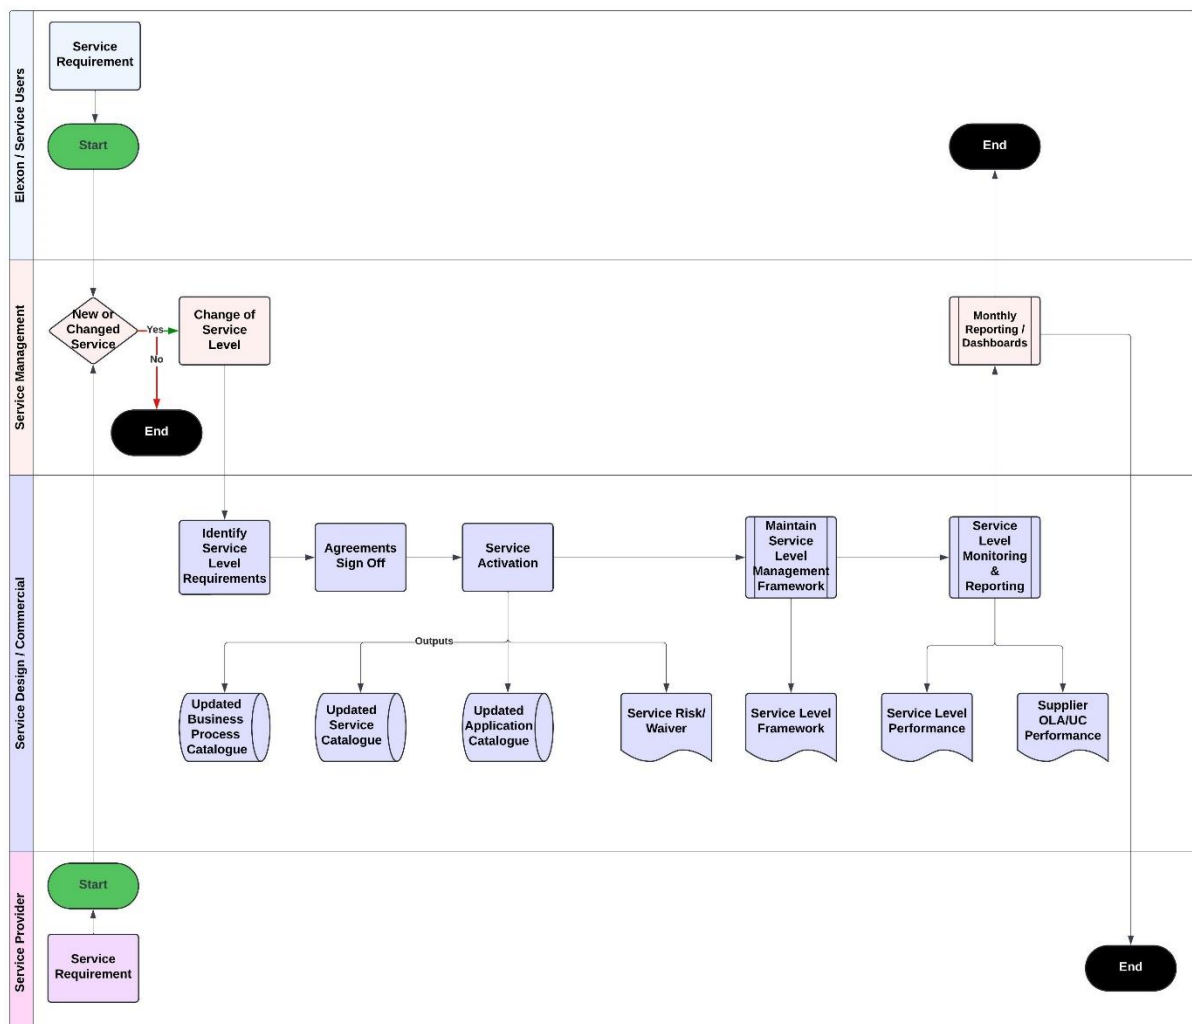 Elexon / Service Users
Service
Requirement
Start
End
Service Management
New or
Changed
Service
Yes
No
Change of
Service
Level
End
Monthly
Reporting /
Dashboards
Service Design / Commercial
Identify
Service
Level
Requirements
Agreements
Sign Off
Service
Activation
Maintain
Service
Level
Management
Framework
Service
Level
Monitoring
&
Reporting
Outputs
Updated
Business
Process
Catalogue
Updated
Service
Catalogue
Updated
Application
Catalogue
Service Risk/
Waiver
Service Level
Framework
Service Level
Performance
Supplier
OLA/UC
Performance
Service Provider
Start
Service
Requirement
End